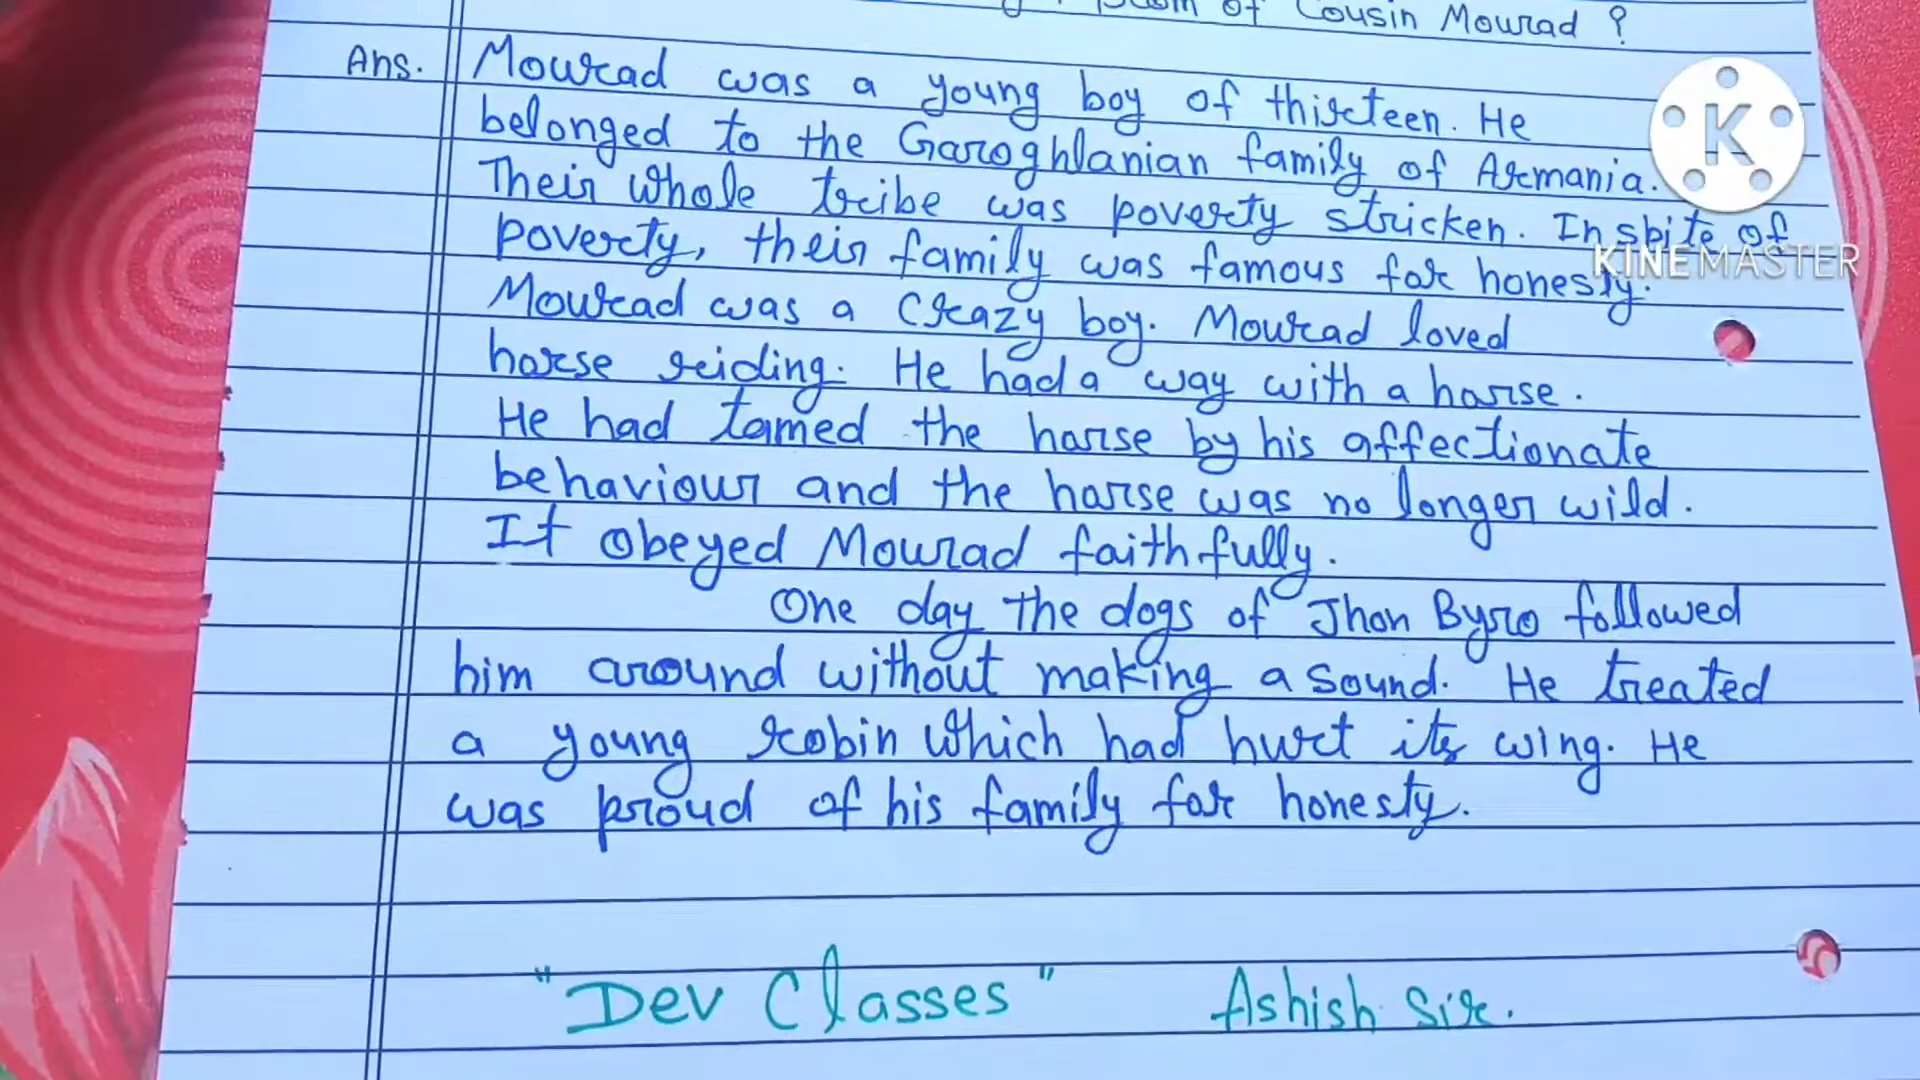 of Cousin Mourad ?
Ans. Mourad was a young boy of thirteen. He
belonged to the Garoghlanian family of Armania.
Their whole tribe was poverty stricken. Inspite of
poverty, their family was famous for honesty.
Mourad was a Crazy boy. Mourad loved
horse riding. He had a way with a horse.
He had tamed the horse by his affectionate
behaviour and the horse was no longer wild.
It obeyed Mourad faithfully.
One day the dogs of Jhon Byro followed
him around without making a sound. He treated
a young robin which had hurt its wing. He
was proud of his family for honesty.
"Dev Classes" Ashish Sir.
K
KINEMASTER